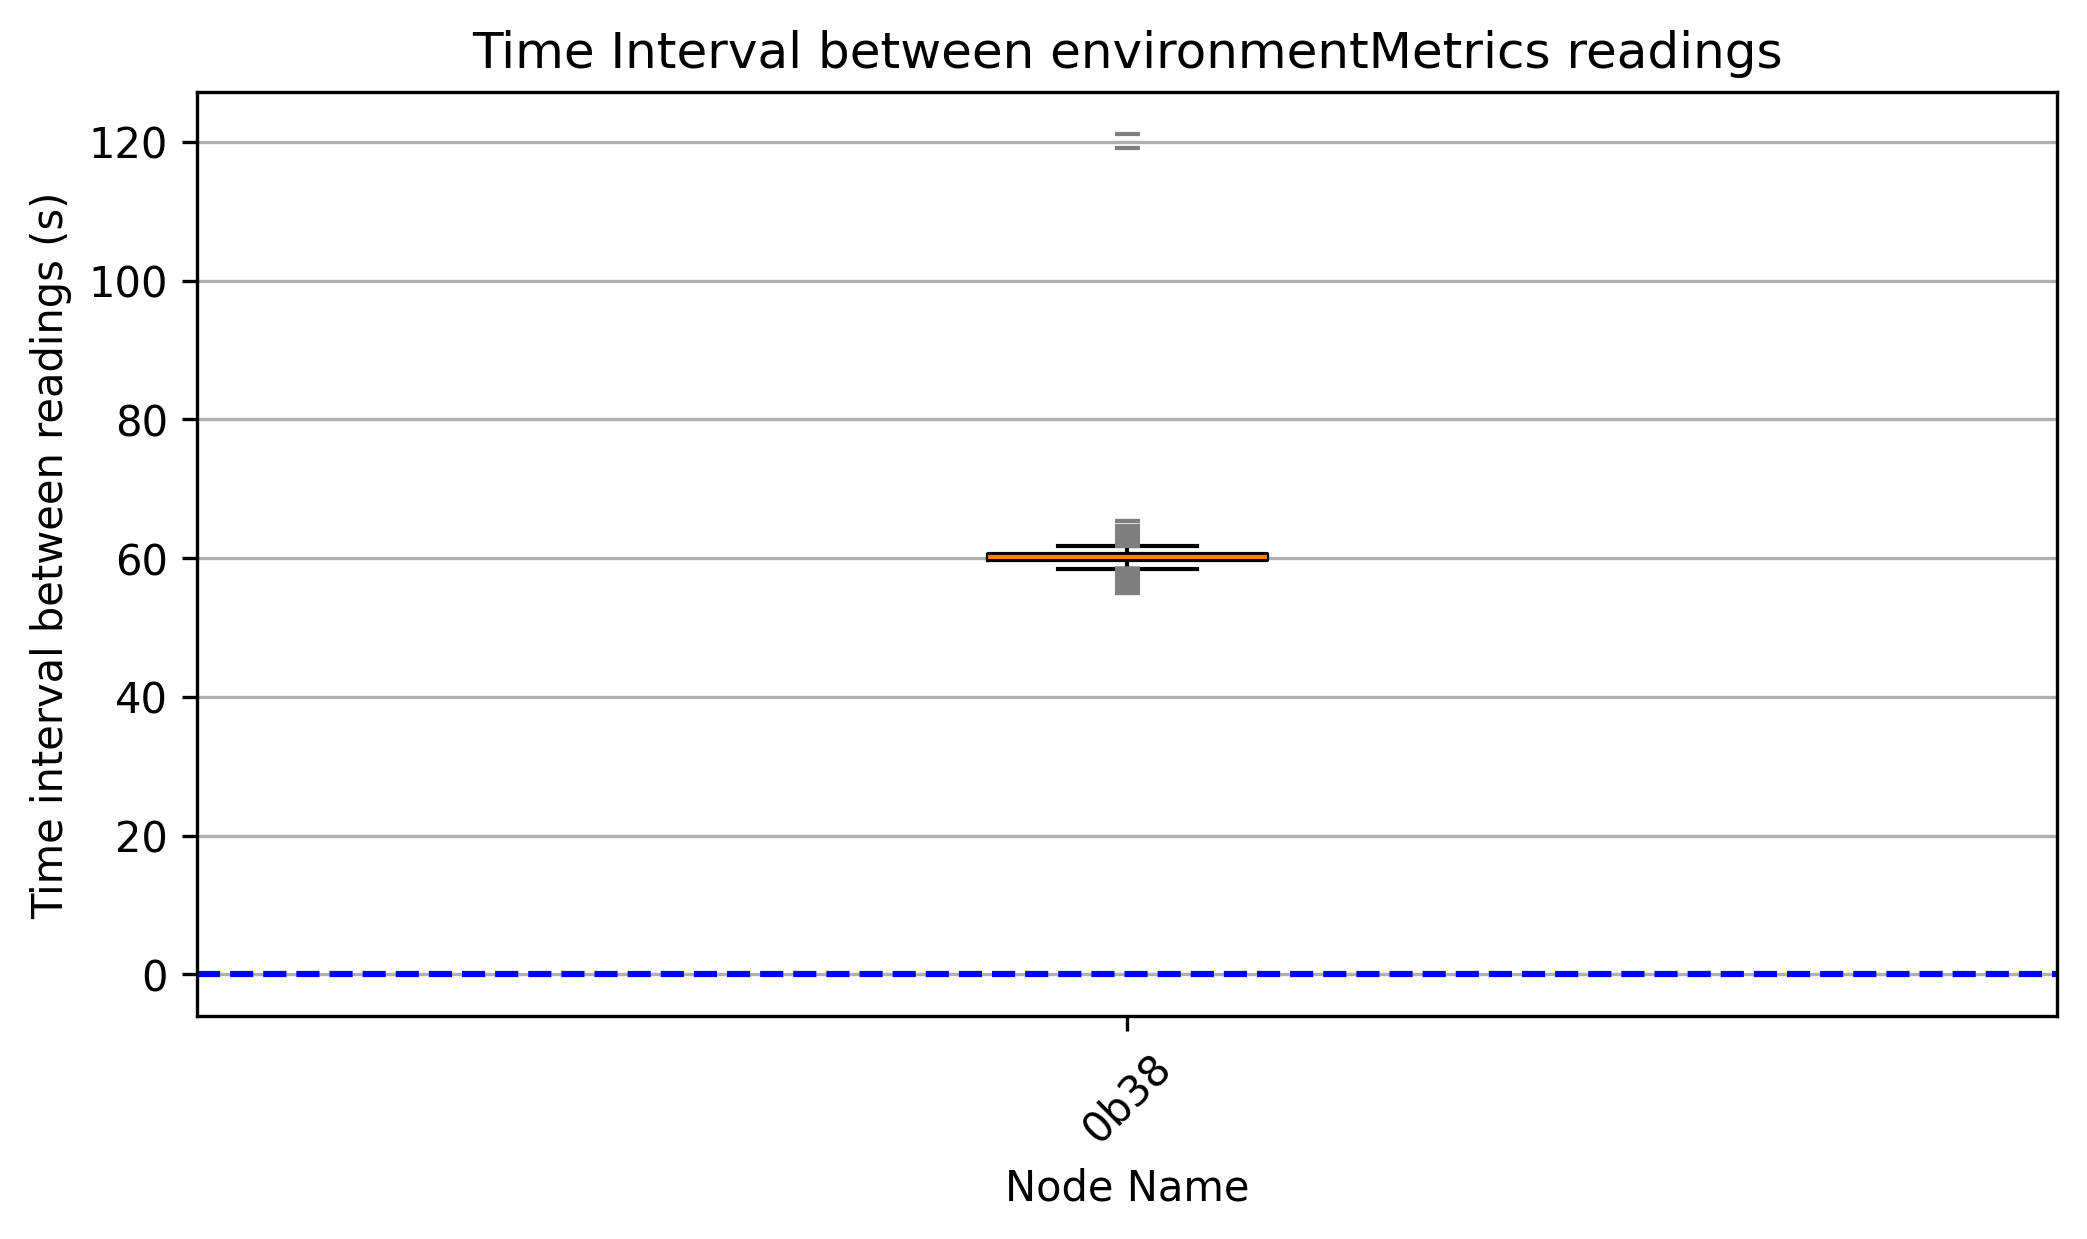 Time Interval between environmentMetrics readings
Time interval between readings (s)
120
100
80
60
40
20
0
0b38
Node Name